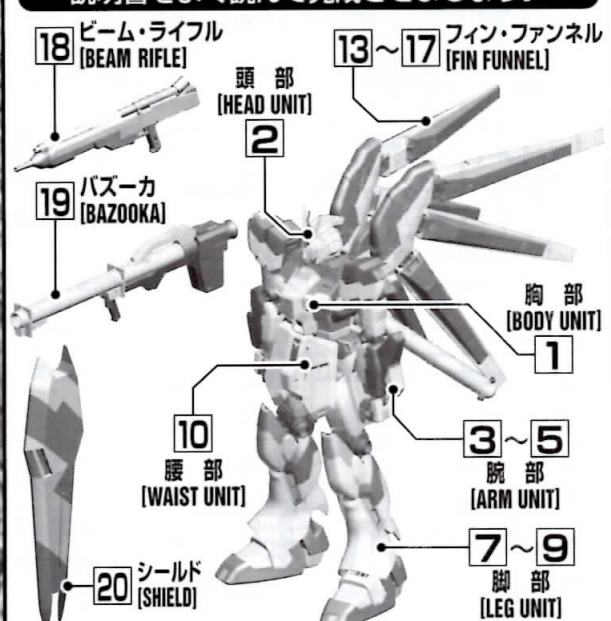 18 ビーム・ライフル
[BEAM RIFLE]
13～17 フィン・ファンネル
[FIN FUNNEL]
頭 部
[HEAD UNIT]
2
19 バズーカ
[BAZOOKA]
胸 部
[BODY UNIT]
1
10
腰 部
[WAIST UNIT]
3～5
腕 部
[ARM UNIT]
7～9
脚 部
[LEG UNIT]
20 シールド
[SHIELD]